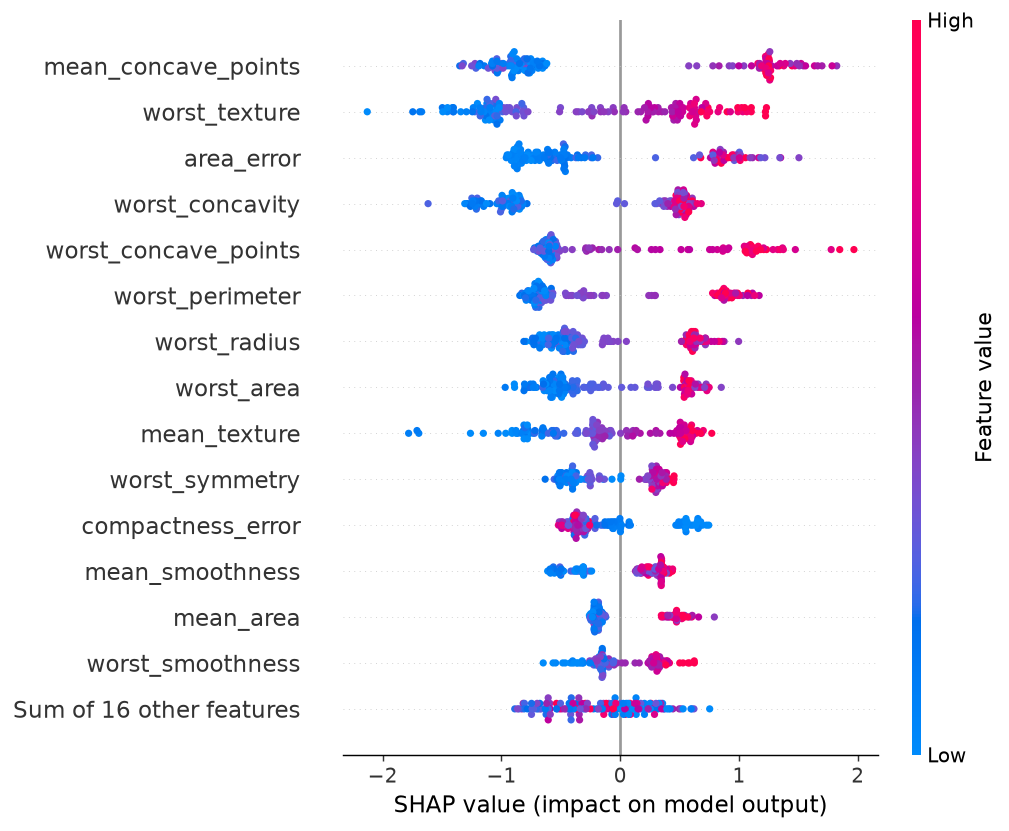 High
mean_concave_points
worst_texture
area_error
worst_concavity
worst_concave_points
worst_perimeter
worst_radius
worst_area
mean_texture
worst_symmetry
compactness_error
mean_smoothness
mean_area
worst_smoothness
Sum of 16 other features
Feature value
Low
−2 −1 0 1 2
SHAP value (impact on model output)